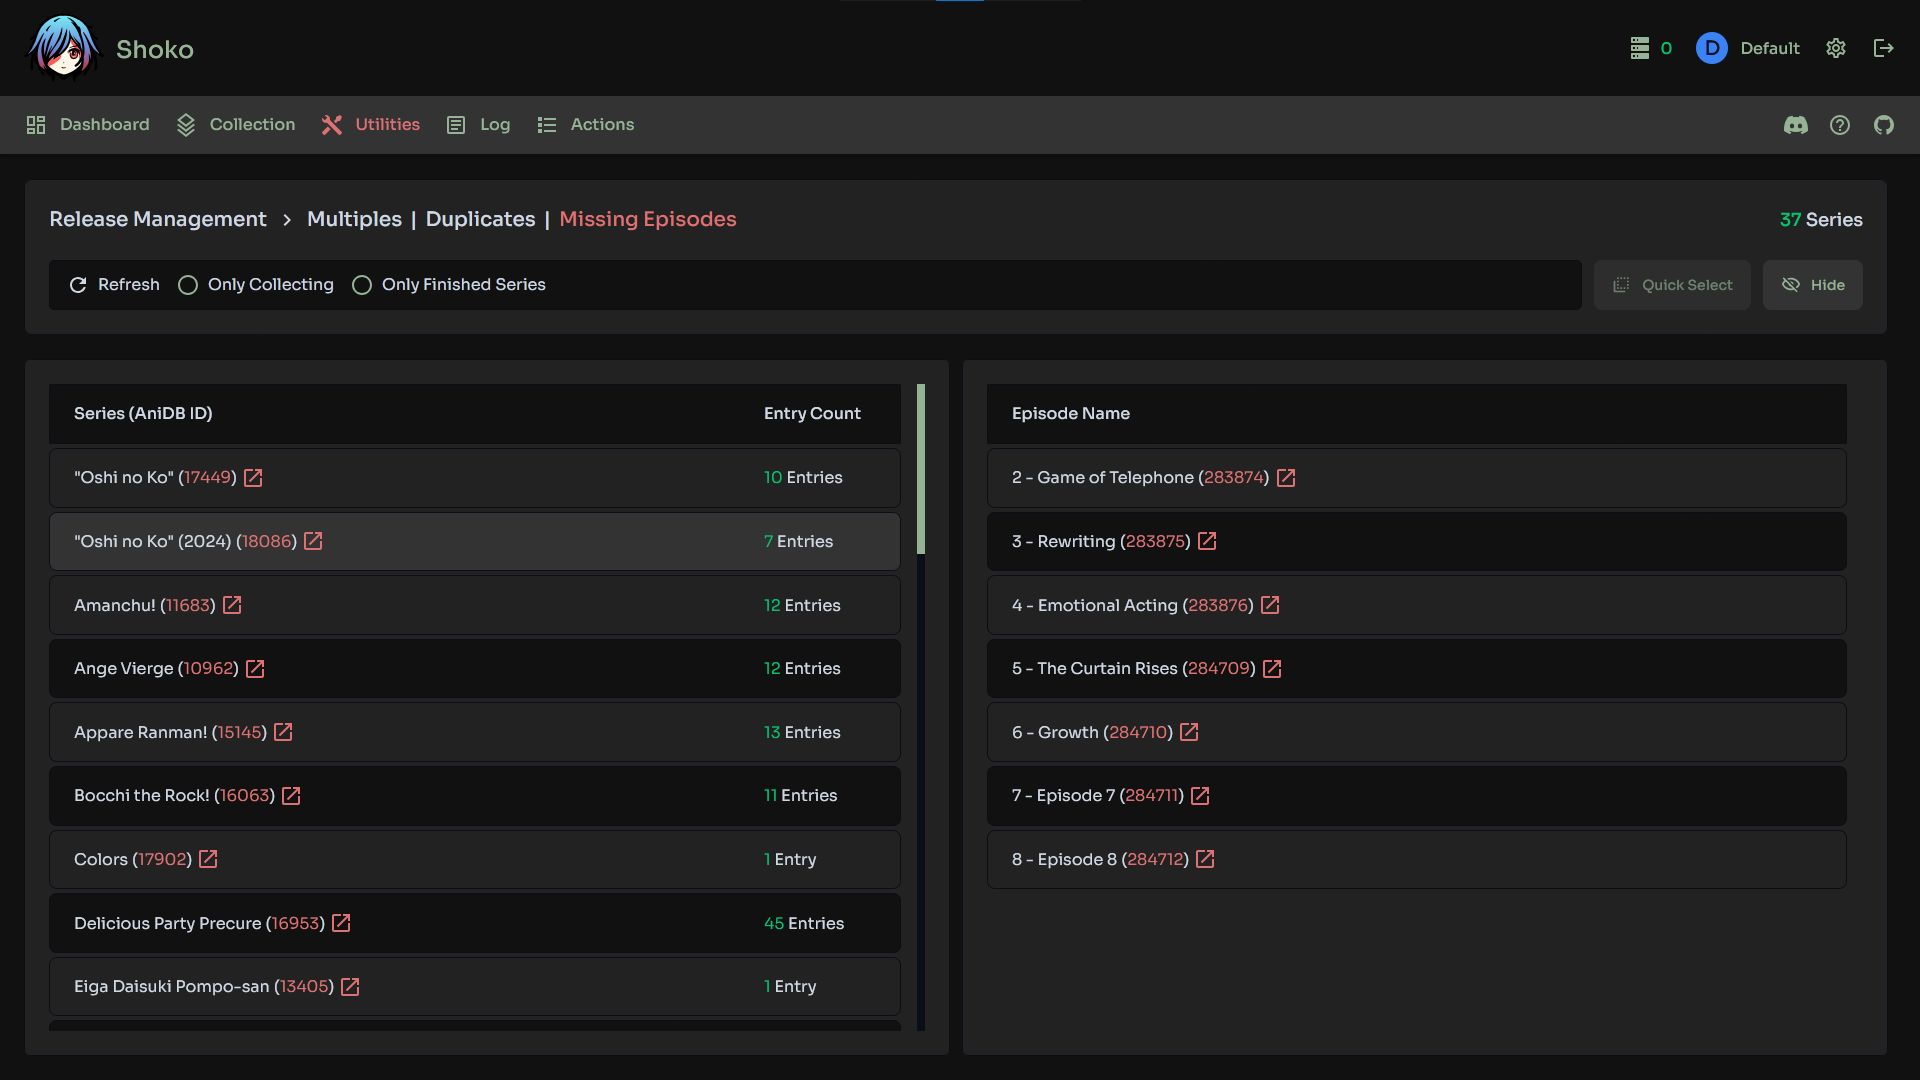 Shoko
0 D Default
Dashboard Collection Utilities Log Actions
Release Management > Multiples | Duplicates | Missing Episodes
37 Series
Refresh Only Collecting Only Finished Series
Quick Select Hide
Series (AniDB ID) Entry Count
"Oshi no Ko" (17449) 10 Entries
"Oshi no Ko" (2024) (18086) 7 Entries
Amanchu! (11683) 12 Entries
Ange Vierge (10962) 12 Entries
Appare Ranman! (15145) 13 Entries
Bocchi the Rock! (16063) 11 Entries
Colors (17902) 1 Entry
Delicious Party Precure (16953) 45 Entries
Eiga Daisuki Pompo-san (13405) 1 Entry
Episode Name
2 - Game of Telephone (283874)
3 - Rewriting (283875)
4 - Emotional Acting (283876)
5 - The Curtain Rises (284709)
6 - Growth (284710)
7 - Episode 7 (284711)
8 - Episode 8 (284712)